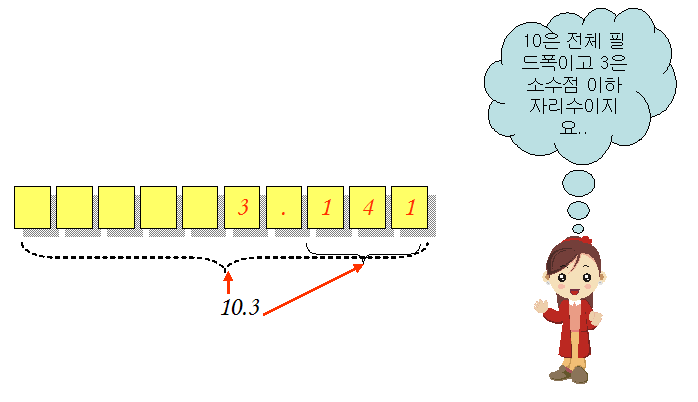 10은 전체 필
드폭이고 3은
소수점 이하
자리수이지
요..
3 . 1 4 1
10.3